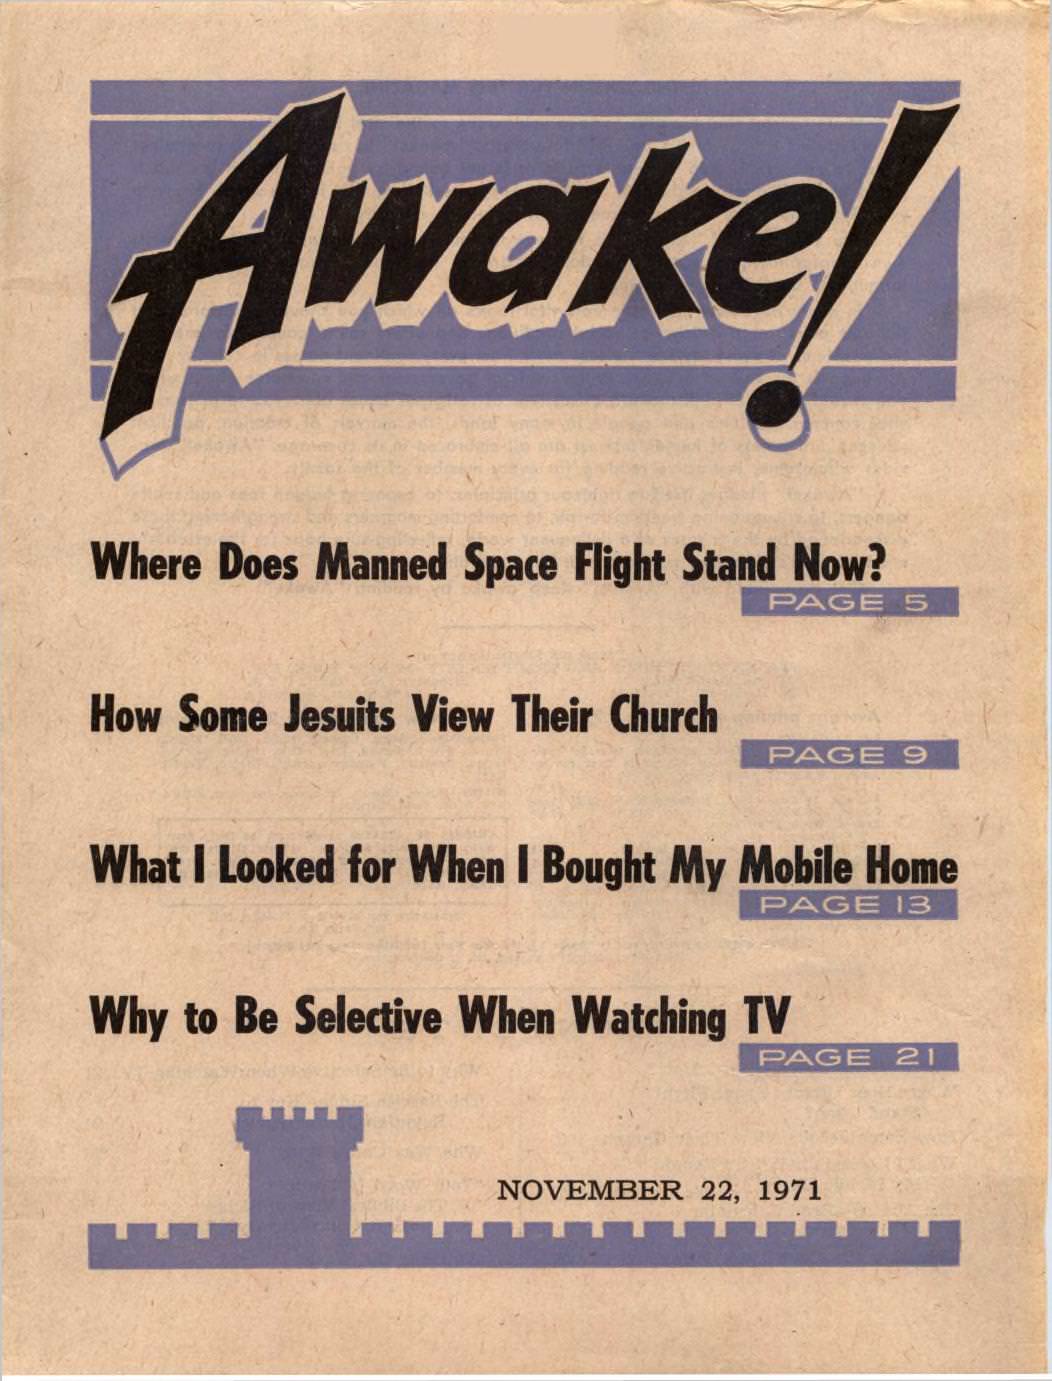 Awake!
Where Does Manned Space Flight Stand Now?
PAGE 5
How Some Jesuits View Their Church
PAGE 9
What I Looked for When I Bought My Mobile Home
PAGE 13
Why to Be Selective When Watching TV
PAGE 21
NOVEMBER 22, 1971